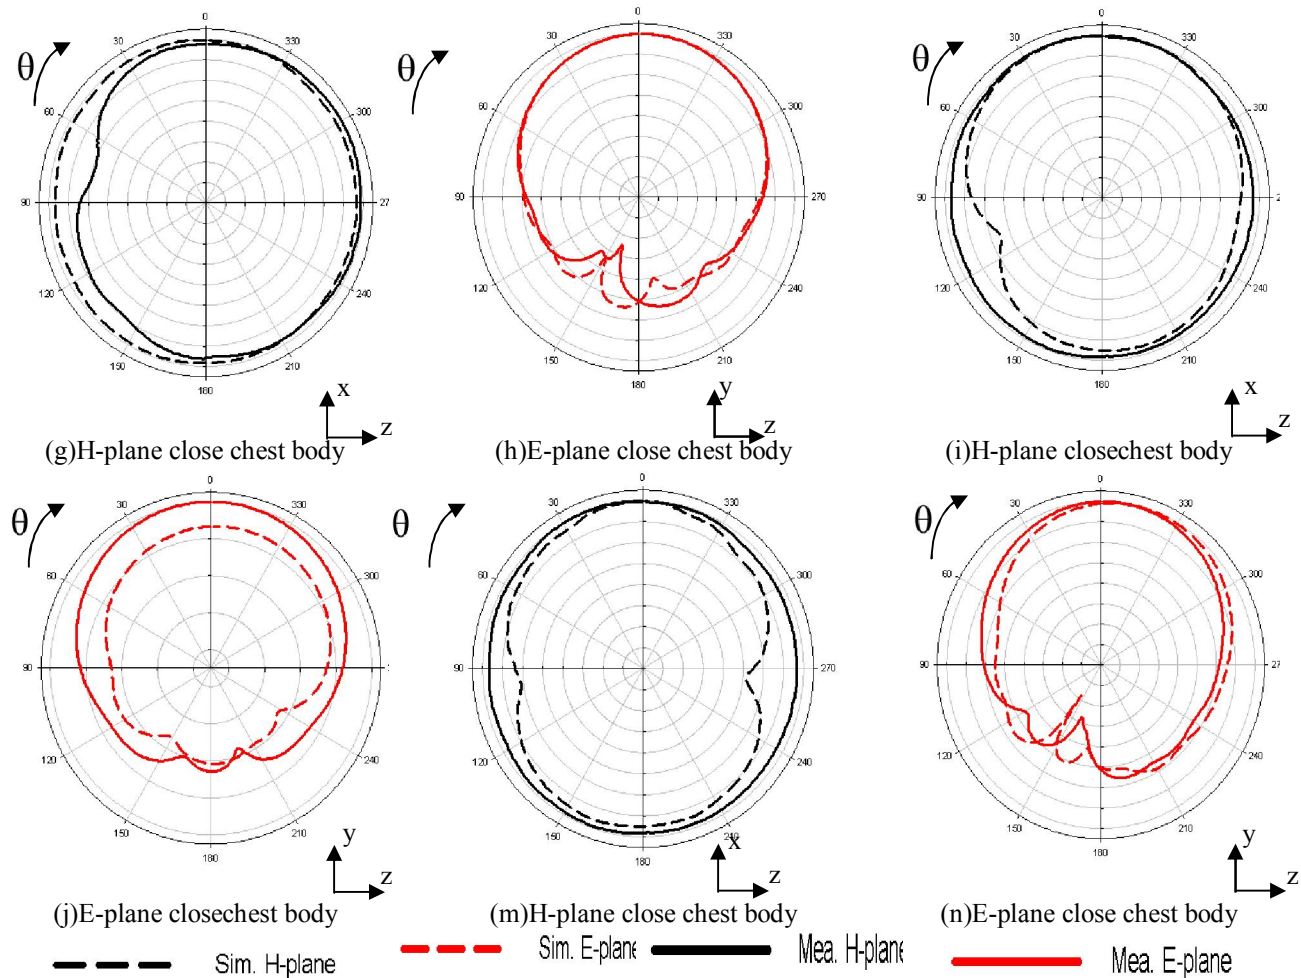 0
30
330
θ
60
300
90
27
120
240
150
210
180
x
z
(g)H-plane close chest body
0
30
330
θ
60
300
90
270
120
240
150
210
180
y
z
(h)E-plane close chest body
0
30
330
θ
60
300
90
2
120
240
150
210
180
x
z
(i)H-plane closechest body
0
30
330
θ
60
300
90
120
240
150
210
180
y
z
(j)E-plane closechest body
0
30
330
θ
60
300
90
270
120
240
150
180
x
z
(m)H-plane close chest body
0
30
330
θ
60
300
90
27
120
240
150
210
180
y
z
(n)E-plane close chest body
Sim. H-plane
Sim. E-plane
Mea. H-plane
Mea. E-plane